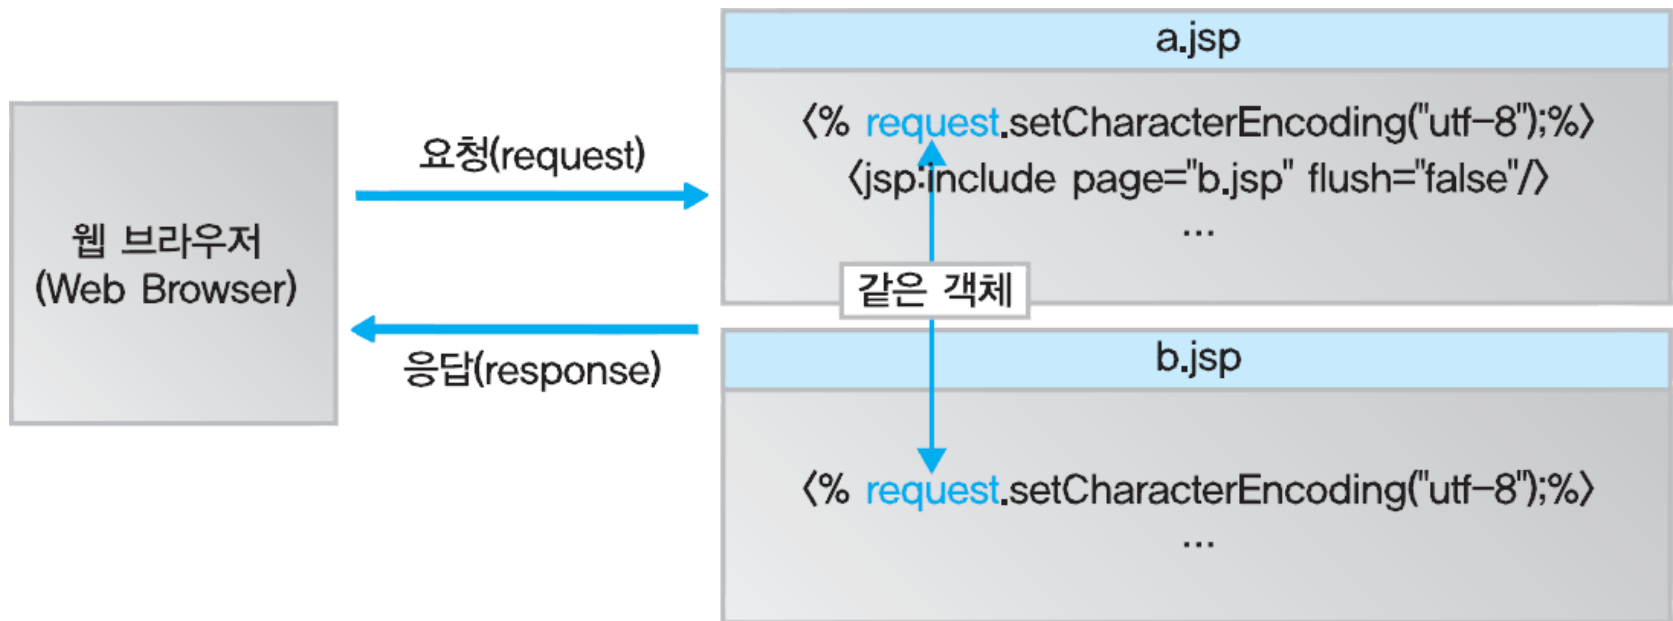 a.jsp
<% request.setCharacterEncoding("utf-8");%>
<jsp:include page="b.jsp" flush="false"/>
...
요청(request)
웹 브라우저
(Web Browser)
같은 객체
응답(response)
b.jsp
<% request.setCharacterEncoding("utf-8");%>
...